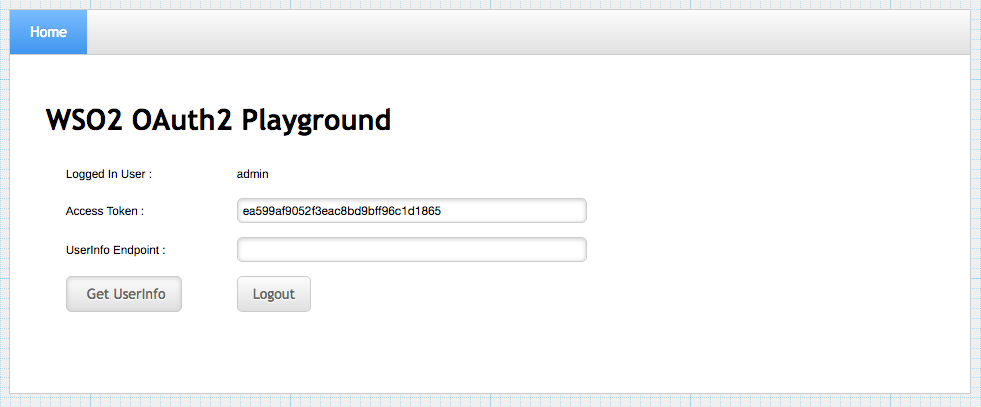 Home
WSO2 OAuth2 Playground
Logged In User : admin
Access Token : ea599af9052f3eac8bd9bff96c1d1865
UserInfo Endpoint :
Get UserInfo Logout